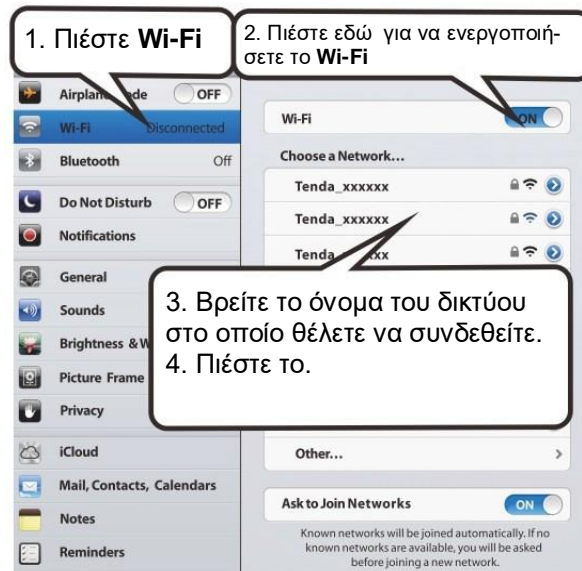 1. Πιέστε Wi-Fi
2. Πιέστε εδώ για να ενεργοποιή-
σετε το Wi-Fi
Airplane Mode OFF
Wi-Fi Disconnected
Bluetooth Off
Do Not Disturb OFF
Notifications
General
Sounds
Brightness & W
Picture Frame
Privacy
iCloud
Mail, Contacts, Calendars
Notes
Reminders
Wi-Fi ON
Choose a Network...
Tenda_xxxxxx
Tenda_xxxxxx
Tenda_xxxxxx
3. Βρείτε το όνομα του δικτύου
στο οποίο θέλετε να συνδεθείτε.
4. Πιέστε το.
Other...
Ask to Join Networks ON
Known networks will be joined automatically. If no
known networks are available, you will be asked
before joining a new network.